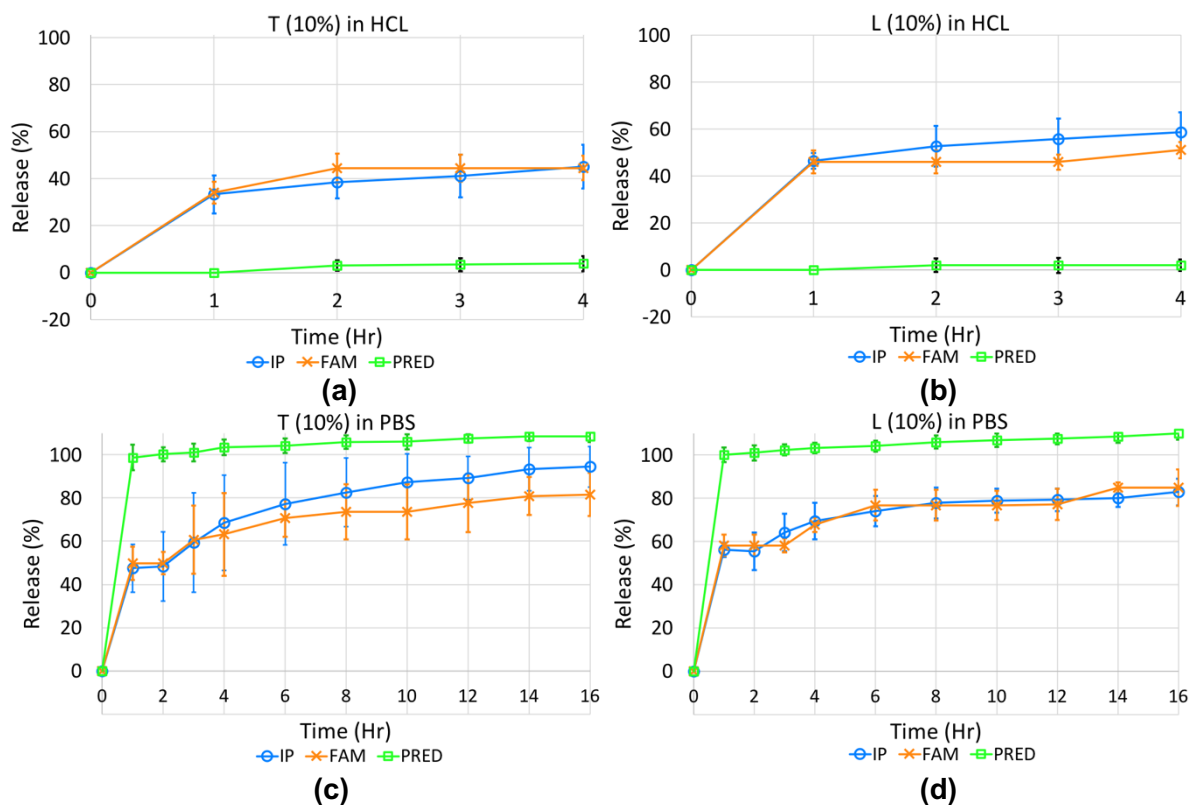 T (10%) in HCL
100
80
60
40
20
0
-20
Release (%)
0 1 2 3 4
Time (Hr)
IP FAM PRED
(a)
L (10%) in HCL
100
80
60
40
20
0
-20
Release (%)
0 1 2 3 4
Time (Hr)
IP FAM PRED
(b)
T (10%) in PBS
100
80
60
40
20
0
Release (%)
0 2 4 6 8 10 12 14 16
Time (Hr)
IP FAM PRED
(c)
L (10%) in PBS
100
80
60
40
20
0
Release (%)
0 2 4 6 8 10 12 14 16
Time (Hr)
IP FAM PRED
(d)